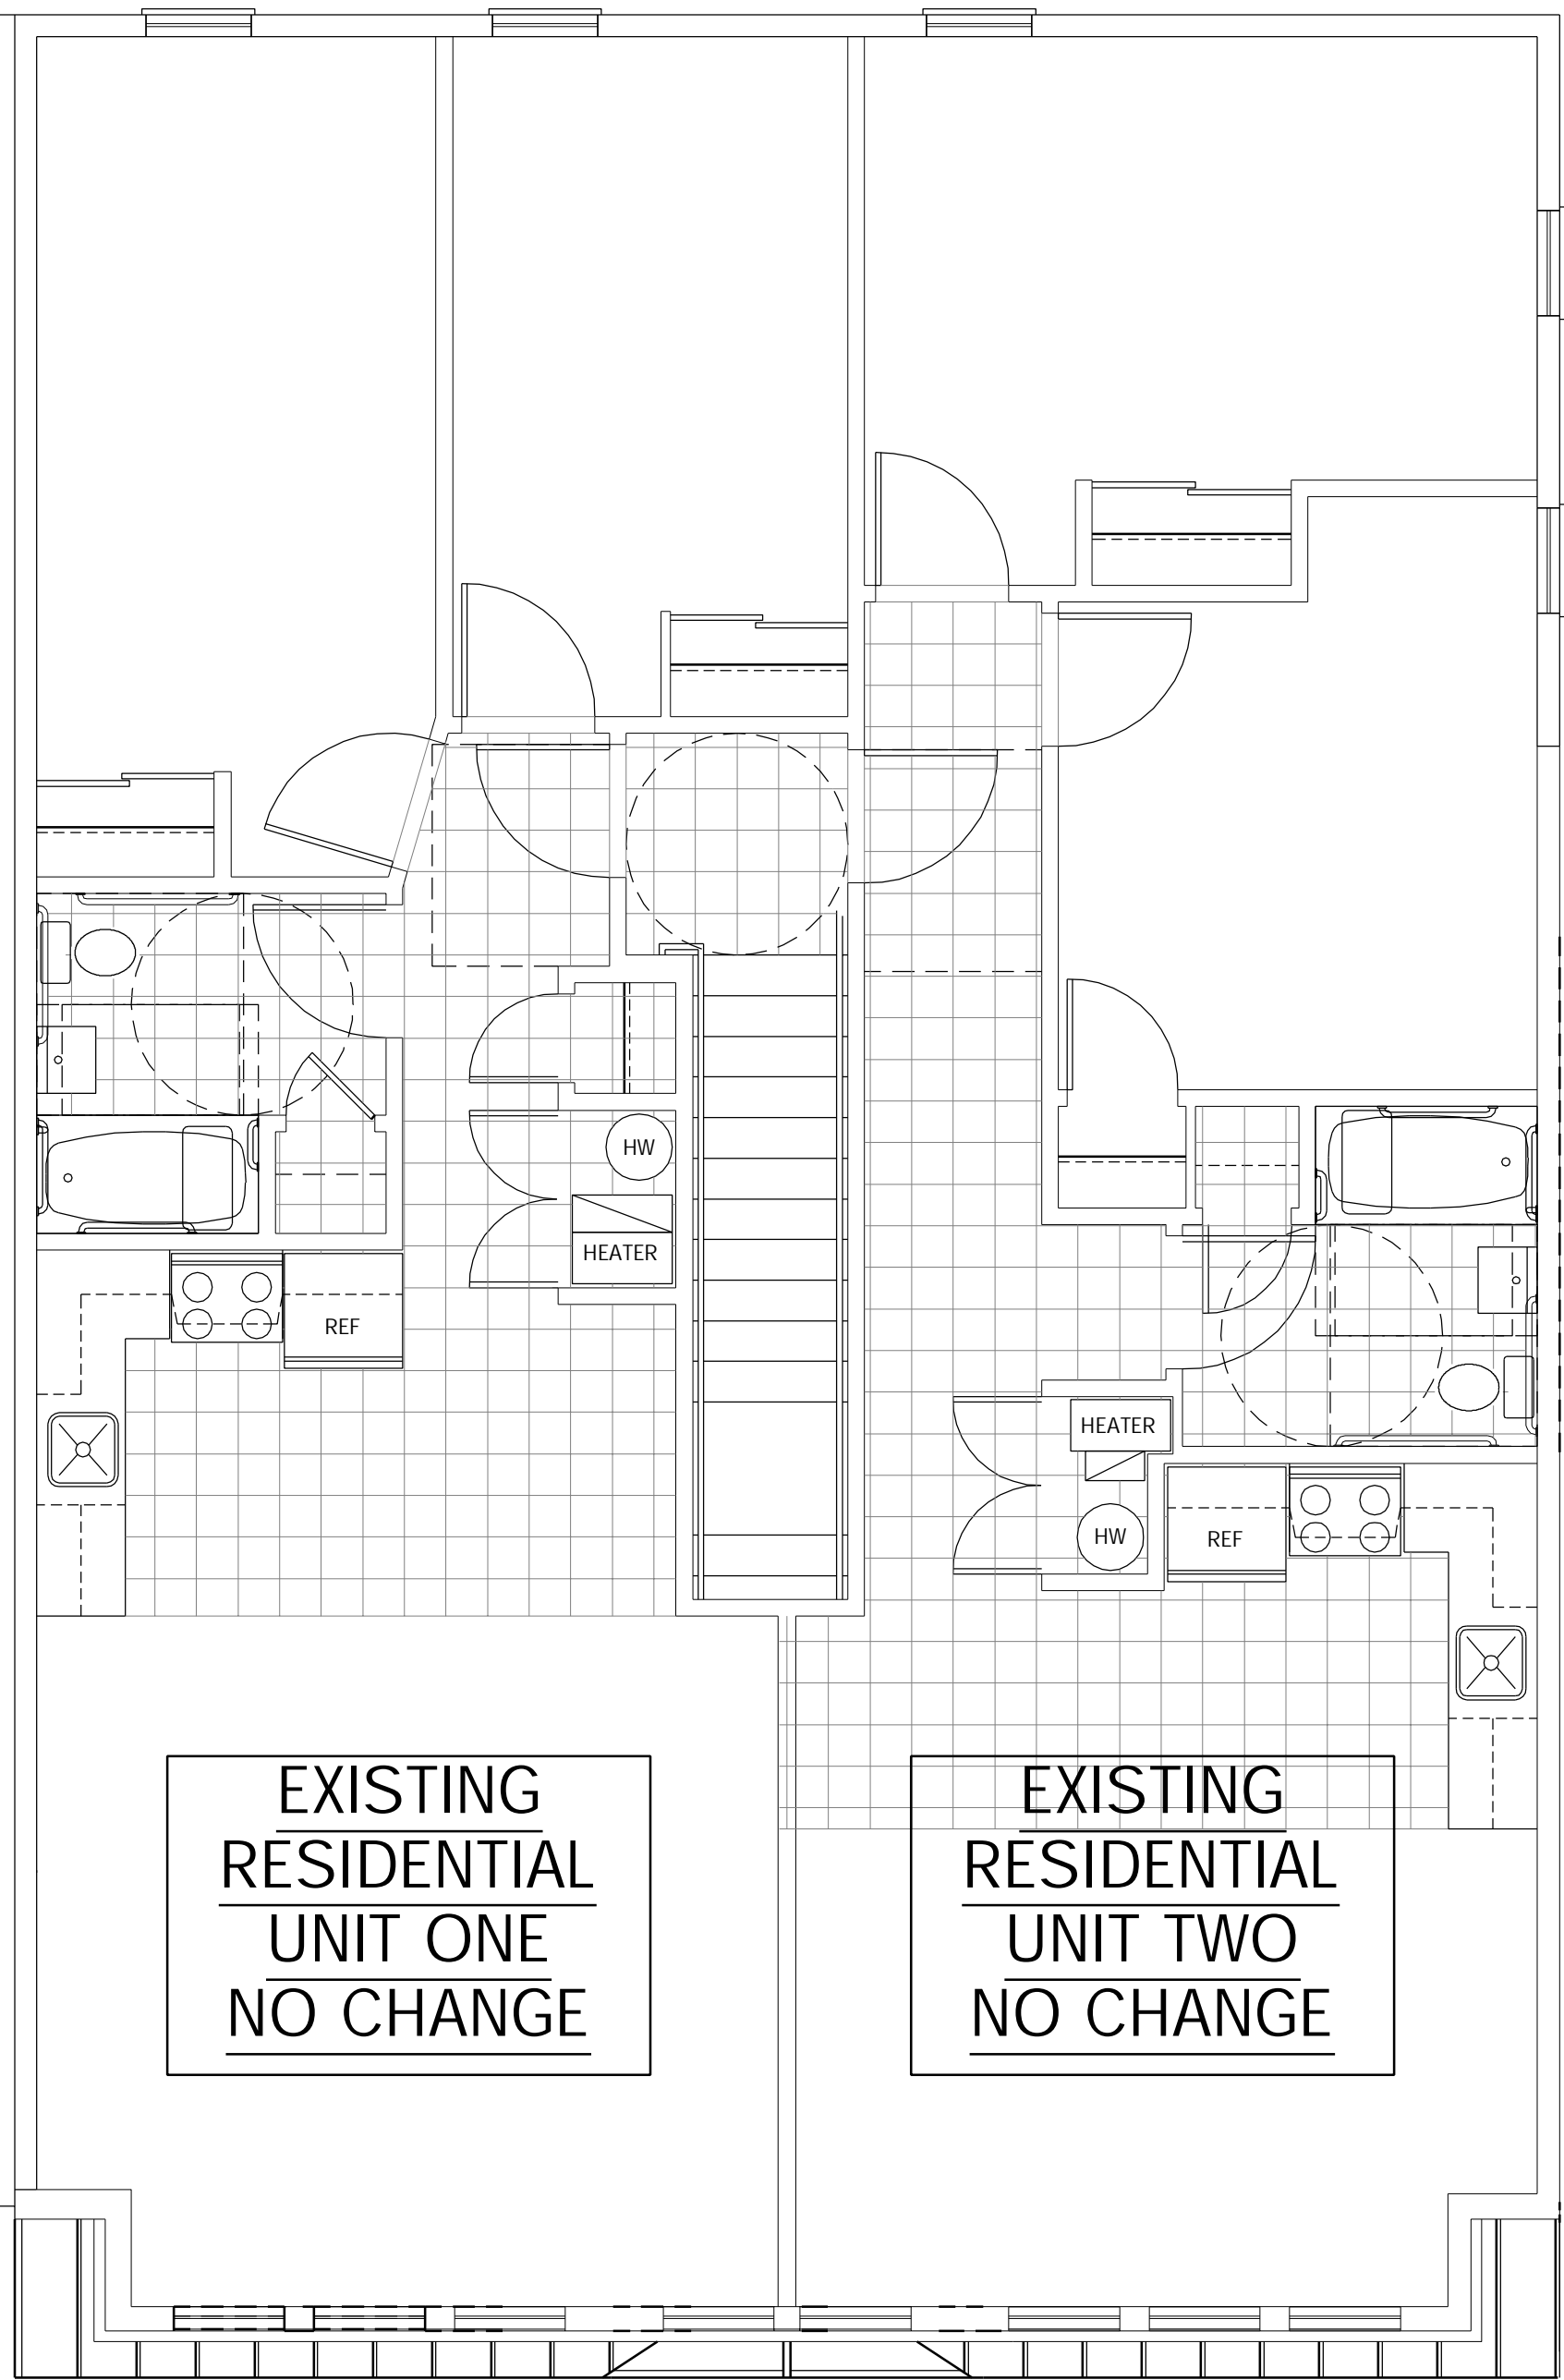 HW
HEATER
REF
HEATER
HW
REF
EXISTING
RESIDENTIAL
UNIT ONE
NO CHANGE
EXISTING
RESIDENTIAL
UNIT TWO
NO CHANGE